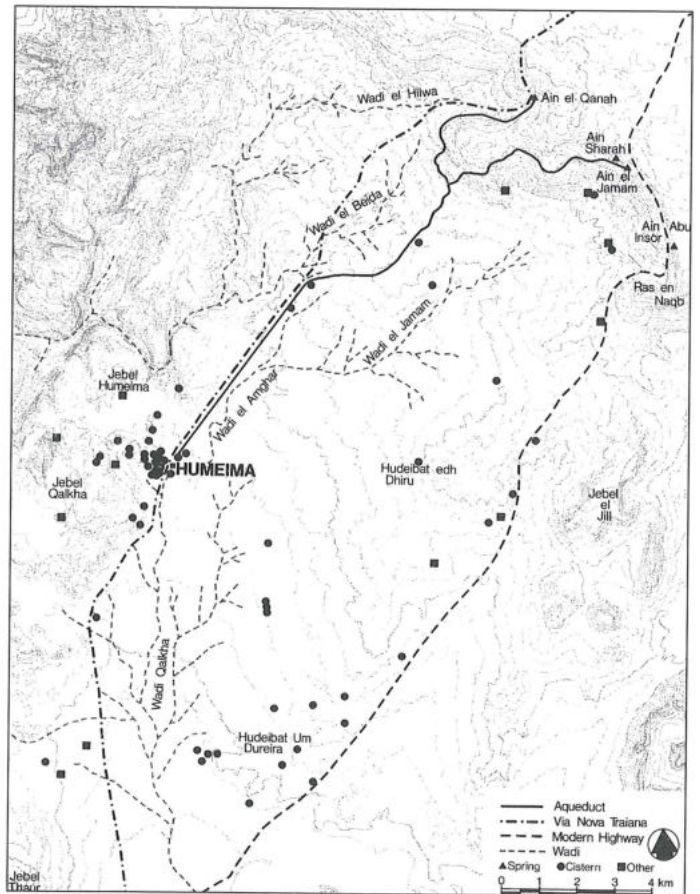 Wadi el Hilwa
Ain el Qanah
Ain
Sharah
Ain el
Jamam
Wadi el Beida
Ain Abu
Insor
Ras en
Naqb
Wadi el Jamam
Jebel
Humeima
Wadi el Amghar
HUMEIMA
Hudeibat edh
Dhiru
Jebel
Qalkha
Jebel
el
Jill
Wadi Qalkha
Hudeibat Um
Dureira
Jebel
Thaur
Aqueduct
Via Nova Traiana
Modern Highway
Wadi
Spring Cistern Other
0 1 2 3 4 km